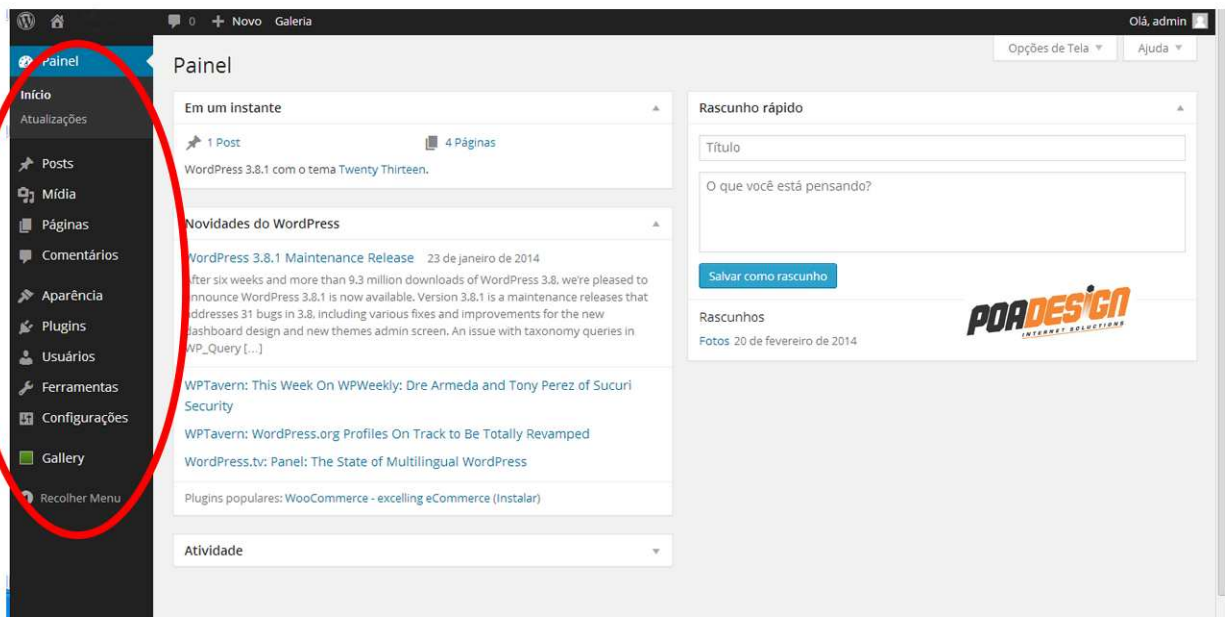 0 Novo Galeria
Olá, admin
Painel
Início
Atualizações
Posts
Mídia
Páginas
Comentários
Aparência
Plugins
Usuários
Ferramentas
Configurações
Gallery
Recolher Menu
Opções de Tela
Ajuda
Painel
Em um instante
1 Post
4 Páginas
WordPress 3.8.1 com o tema Twenty Thirteen.
Novidades do WordPress
WordPress 3.8.1 Maintenance Release 23 de janeiro de 2014
After six weeks and more than 9.3 million downloads of WordPress 3.8, we're pleased to
announce WordPress 3.8.1 is now available. Version 3.8.1 is a maintenance releases that
addresses 31 bugs in 3.8, including various fixes and improvements for the new
dashboard design and new themes admin screen. An issue with taxonomy queries in
WP_Query […]
WPTavern: This Week On WPWeekly: Dre Armeda and Tony Perez of Sucuri
Security
WPTavern: WordPress.org Profiles On Track to Be Totally Revamped
WordPress.tv: Panel: The State of Multilingual WordPress
Plugins populares: WooCommerce - excelling eCommerce (Instalar)
Atividade
Rascunho rápido
Título
O que você está pensando?
Salvar como rascunho
Rascunhos
Fotos 20 de fevereiro de 2014
POADESIGN
INTERNET SOLUCTIONS